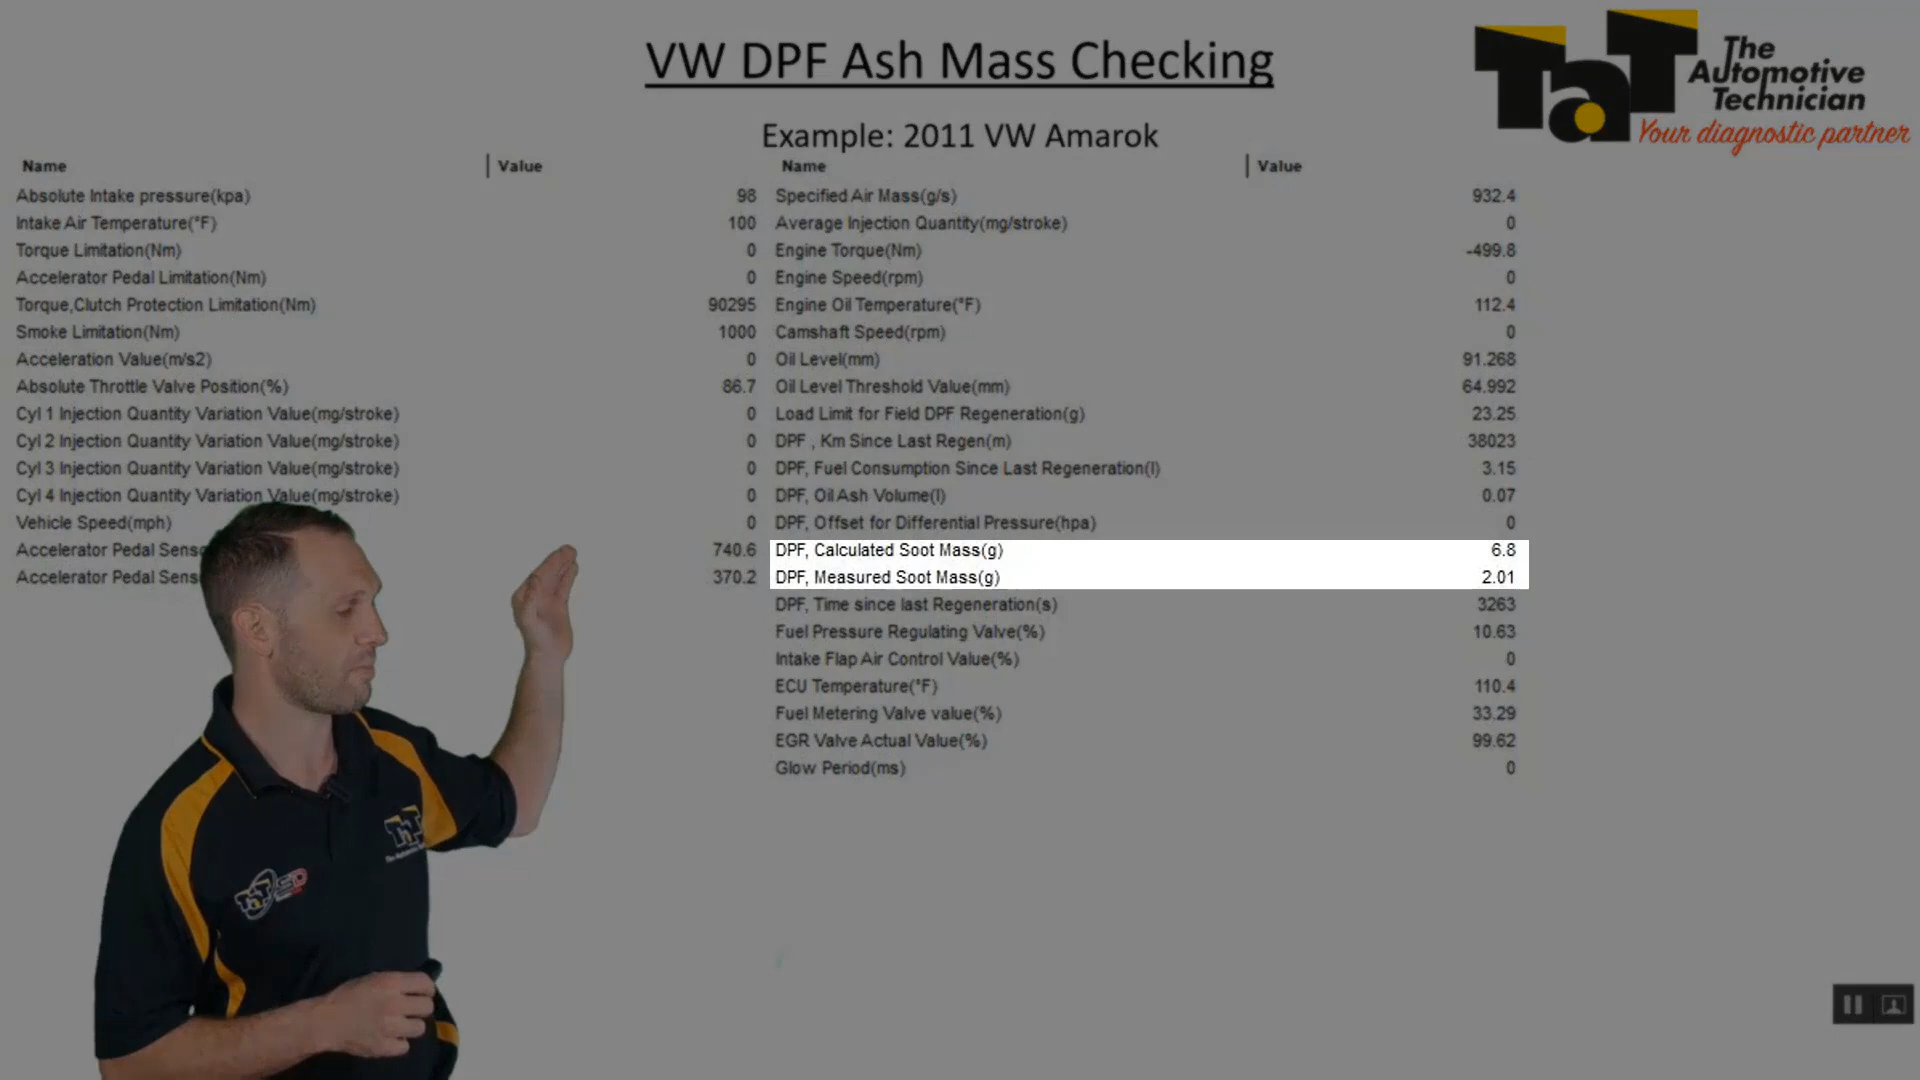 VW DPF Ash Mass Checking
The
Automotive
Technician
Your diagnostic partner
TaT
Example: 2011 VW Amarok
Name Value
Absolute Intake pressure(kpa) 98
Intake Air Temperature(°F) 100
Torque Limitation(Nm) 0
Accelerator Pedal Limitation(Nm) 0
Torque,Clutch Protection Limitation(Nm) 90295
Smoke Limitation(Nm) 1000
Acceleration Value(m/s2) 0
Absolute Throttle Valve Position(%) 86.7
Cyl 1 Injection Quantity Variation Value(mg/stroke) 0
Cyl 2 Injection Quantity Variation Value(mg/stroke) 0
Cyl 3 Injection Quantity Variation Value(mg/stroke) 0
Cyl 4 Injection Quantity Variation Value(mg/stroke) 0
Vehicle Speed(mph) 0
Accelerator Pedal 740.6
Accelerator Pedal 370.2
Name Value
Specified Air Mass(g/s) 932.4
Average Injection Quantity(mg/stroke) 0
Engine Torque(Nm) -499.8
Engine Speed(rpm) 0
Engine Oil Temperature(°F) 112.4
Camshaft Speed(rpm) 0
Oil Level(mm) 91.268
Oil Level Threshold Value(mm) 64.992
Load Limit for Field DPF Regeneration(g) 23.25
DPF , Km Since Last Regen(m) 38023
DPF, Fuel Consumption Since Last Regeneration(l) 3.15
DPF, Oil Ash Volume(l) 0.07
DPF, Offset for Differential Pressure(hpa) 0
DPF, Calculated Soot Mass(g) 6.8
DPF, Measured Soot Mass(g) 2.01
DPF, Time since last Regeneration(s) 3263
Fuel Pressure Regulating Valve(%) 10.63
Intake Flap Air Control Value(%) 0
ECU Temperature(°F) 110.4
Fuel Metering Valve value(%) 33.29
EGR Valve Actual Value(%) 99.62
Glow Period(ms) 0
TaT
TaT